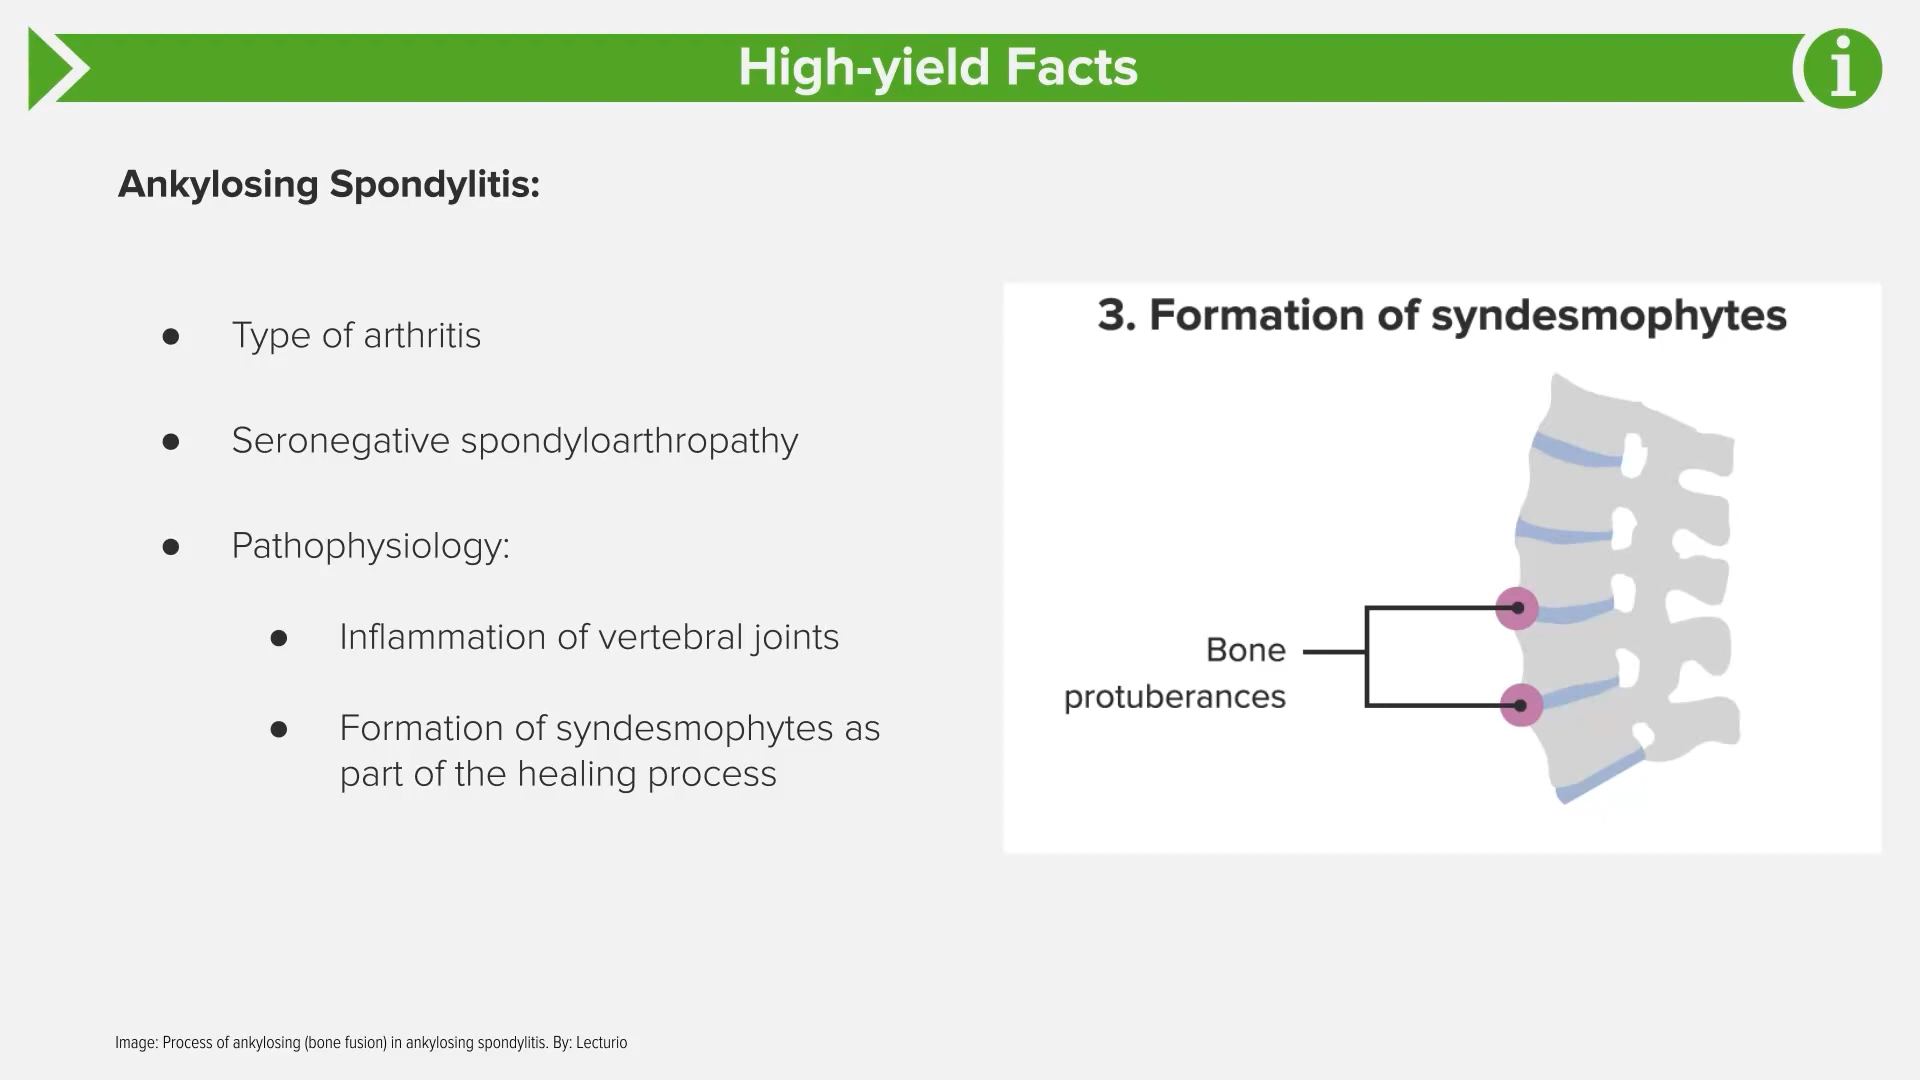 High-yield Facts
i
Ankylosing Spondylitis:
● Type of arthritis
● Seronegative spondyloarthropathy
● Pathophysiology:
● Inflammation of vertebral joints
● Formation of syndesmophytes as
part of the healing process
3. Formation of syndesmophytes
Bone
protuberances
Image: Process of ankylosing (bone fusion) in ankylosing spondylitis. By: Lecturio